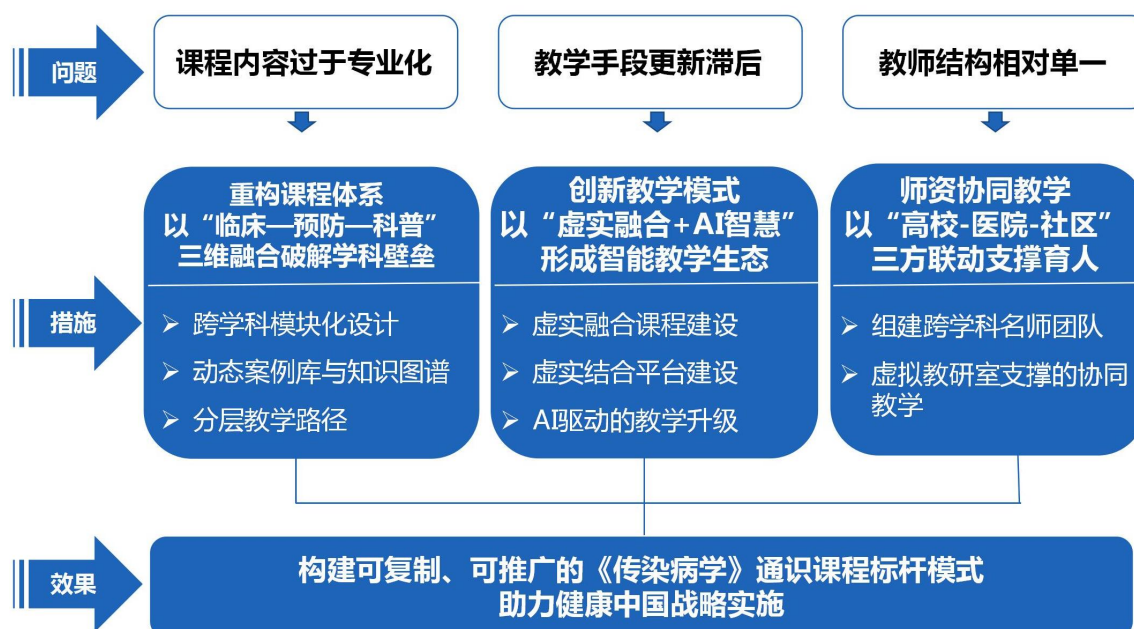 问题
课程内容过于专业化
教学手段更新滞后
教师结构相对单一
措施
重构课程体系
以“临床—预防—科普”
三维融合破解学科壁垒
➢ 跨学科模块化设计
➢ 动态案例库与知识图谱
➢ 分层教学路径
创新教学模式
以“虚实融合+AI智慧”
形成智能教学生态
➢ 虚实融合课程建设
➢ 虚实结合平台建设
➢ AI驱动的教学升级
师资协同教学
以“高校-医院-社区”
三方联动支撑育人
➢ 组建跨学科名师团队
➢ 虚拟教研室支撑的协同
教学
效果
构建可复制、可推广的《传染病学》通识课程标杆模式
助力健康中国战略实施